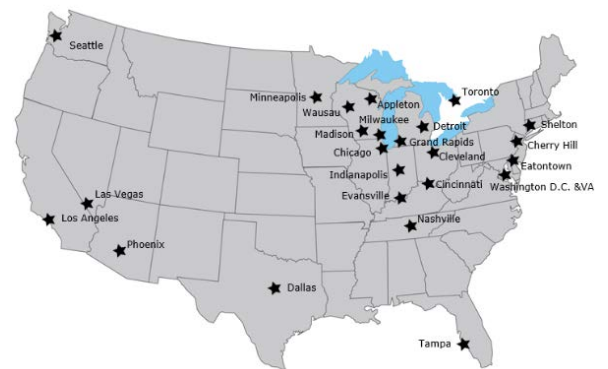 Seattle
Toronto
Minneapolis
Appleton
Wausau
Milwaukee
Madison
Detroit
Shelton
Grand Rapids
Cherry Hill
Chicago
Cleveland
Eatontown
Indianapolis
Cincinnati
Washington D.C. &VA
Evansville
Las Vegas
Los Angeles
Nashville
Phoenix
Dallas
Tampa